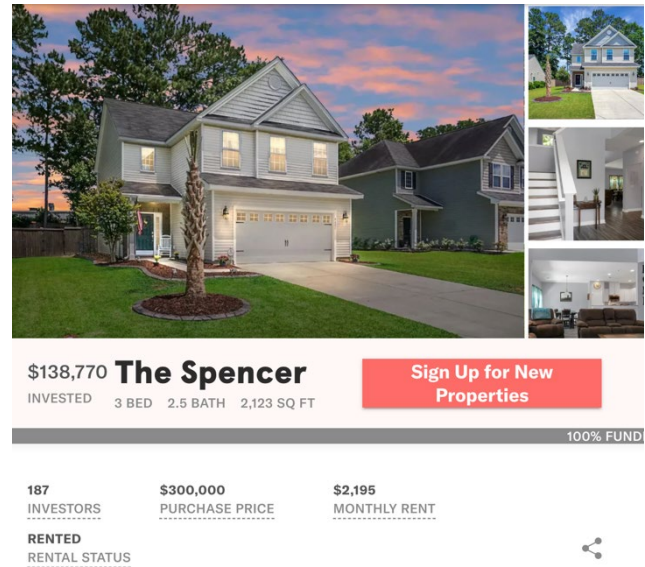 $138,770 The Spencer
INVESTED 3 BED 2.5 BATH 2,123 SQ FT
Sign Up for New
Properties
100% FUND
187 $300,000 $2,195
INVESTORS PURCHASE PRICE MONTHLY RENT
RENTED
RENTAL STATUS